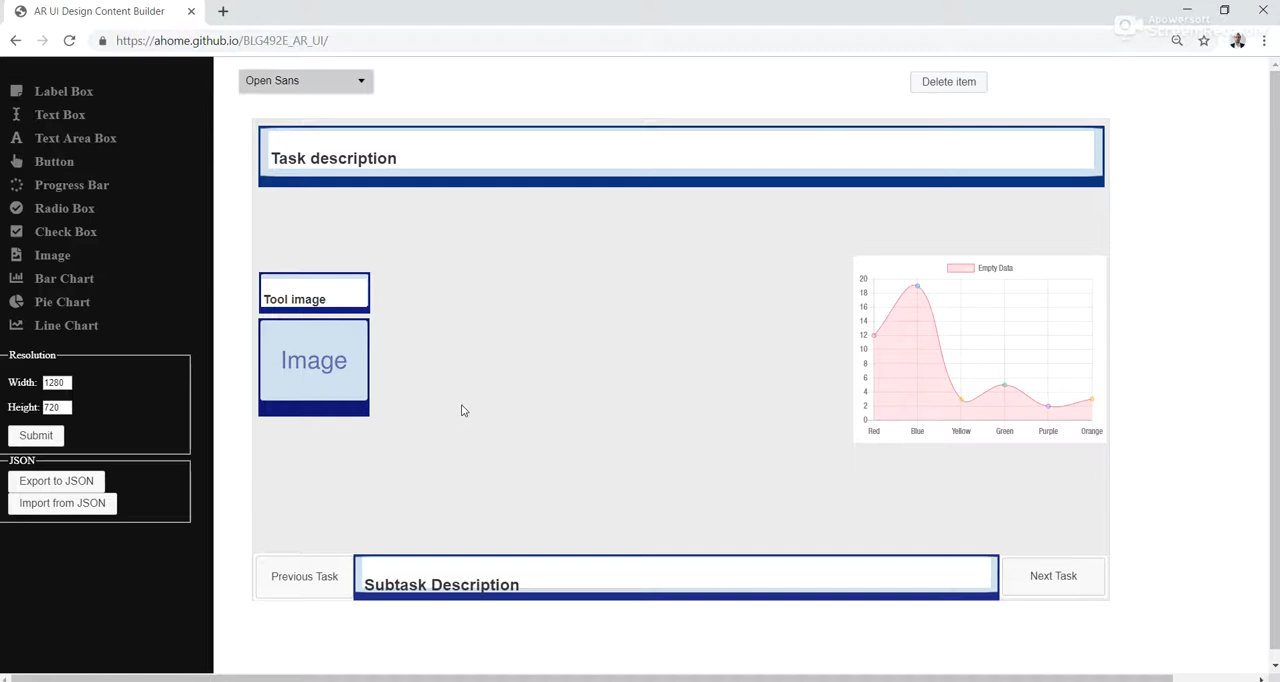 AR UI Design Content Builder
https://ahome.github.io/BLG492E_AR_UI/
Apowersoft
Label Box
Text Box
Text Area Box
Button
Progress Bar
Radio Box
Check Box
Image
Bar Chart
Pie Chart
Line Chart
Resolution
Width: 1280
Height: 720
Submit
JSON
Export to JSON
Import from JSON
Open Sans
Delete item
Task description
Tool image
Image
Empty Data
20
18
16
14
12
10
8
6
4
2
0
Red Blue Yellow Green Purple Orange
Previous Task
Subtask Description
Next Task